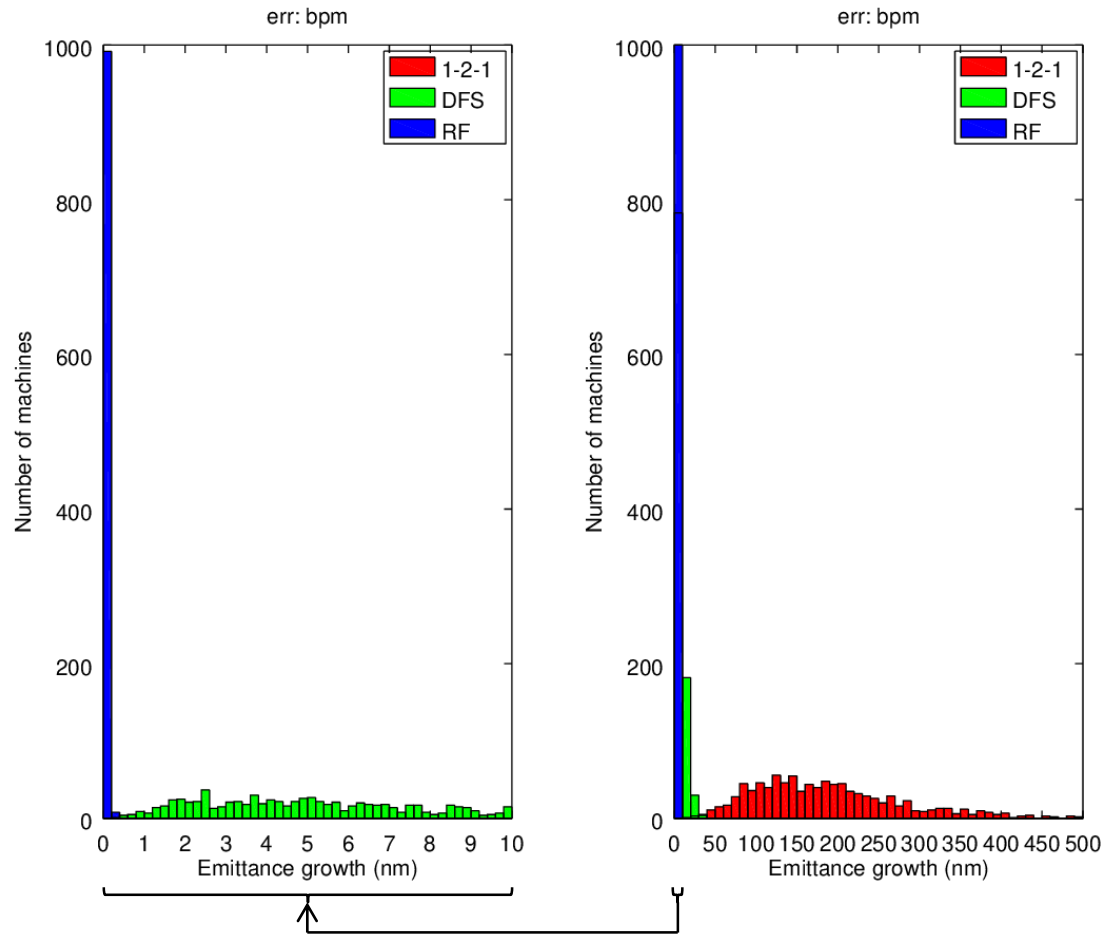 err: bpm
1000
800
600
400
200
0
Number of machines
1-2-1
DFS
RF
0 1 2 3 4 5 6 7 8 9 10
Emittance growth (nm)
err: bpm
1000
800
600
400
200
0
Number of machines
1-2-1
DFS
RF
0 50 100 150 200 250 300 350 400 450 500
Emittance growth (nm)